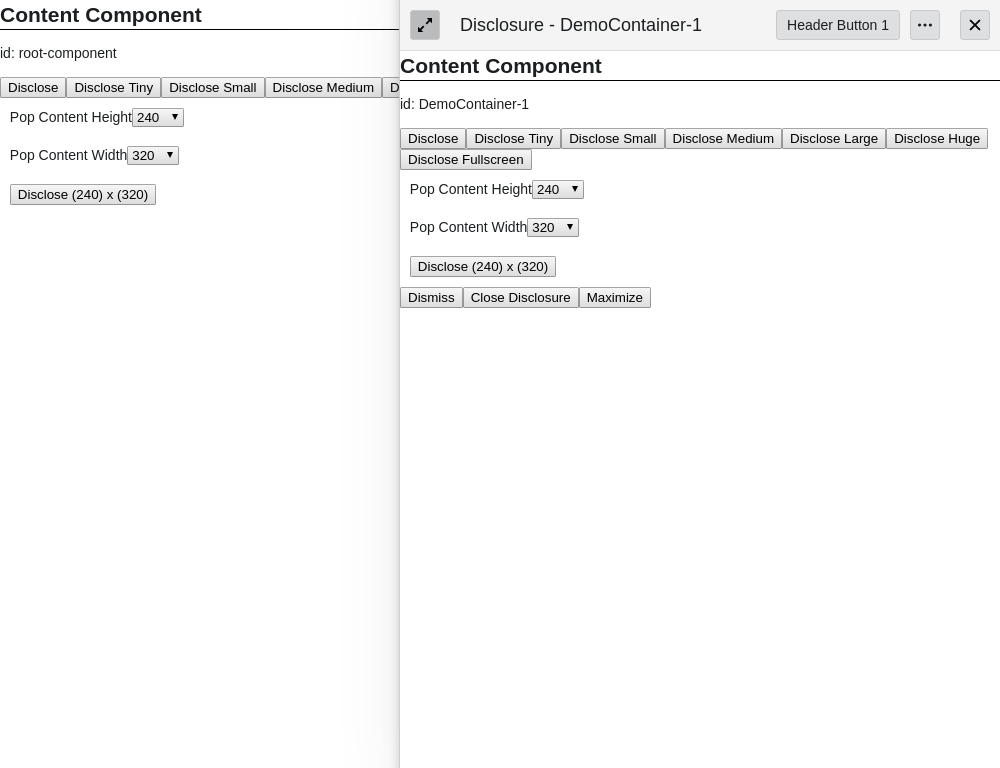 Content Component
id: root-component
Disclose Disclose Tiny Disclose Small Disclose Medium D
Pop Content Height 240
Pop Content Width 320
Disclose (240) x (320)
Disclosure - DemoContainer-1 Header Button 1
Content Component
id: DemoContainer-1
Disclose Disclose Tiny Disclose Small Disclose Medium Disclose Large Disclose Huge
Disclose Fullscreen
Pop Content Height 240
Pop Content Width 320
Disclose (240) x (320)
Dismiss Close Disclosure Maximize